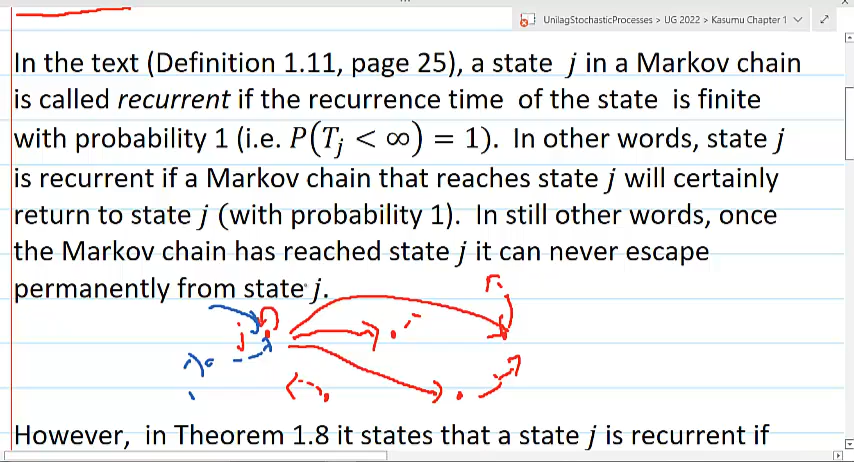 UnilagStochasticProcesses > UG 2022 > Kasumu Chapter 1
In the text (Definition 1.11, page 25), a state j in a Markov chain
is called recurrent if the recurrence time of the state is finite
with probability 1 (i.e. P(T_j < ∞) = 1). In other words, state j
is recurrent if a Markov chain that reaches state j will certainly
return to state j (with probability 1). In still other words, once
the Markov chain has reached state j it can never escape
permanently from state j.
j
However, in Theorem 1.8 it states that a state j is recurrent if